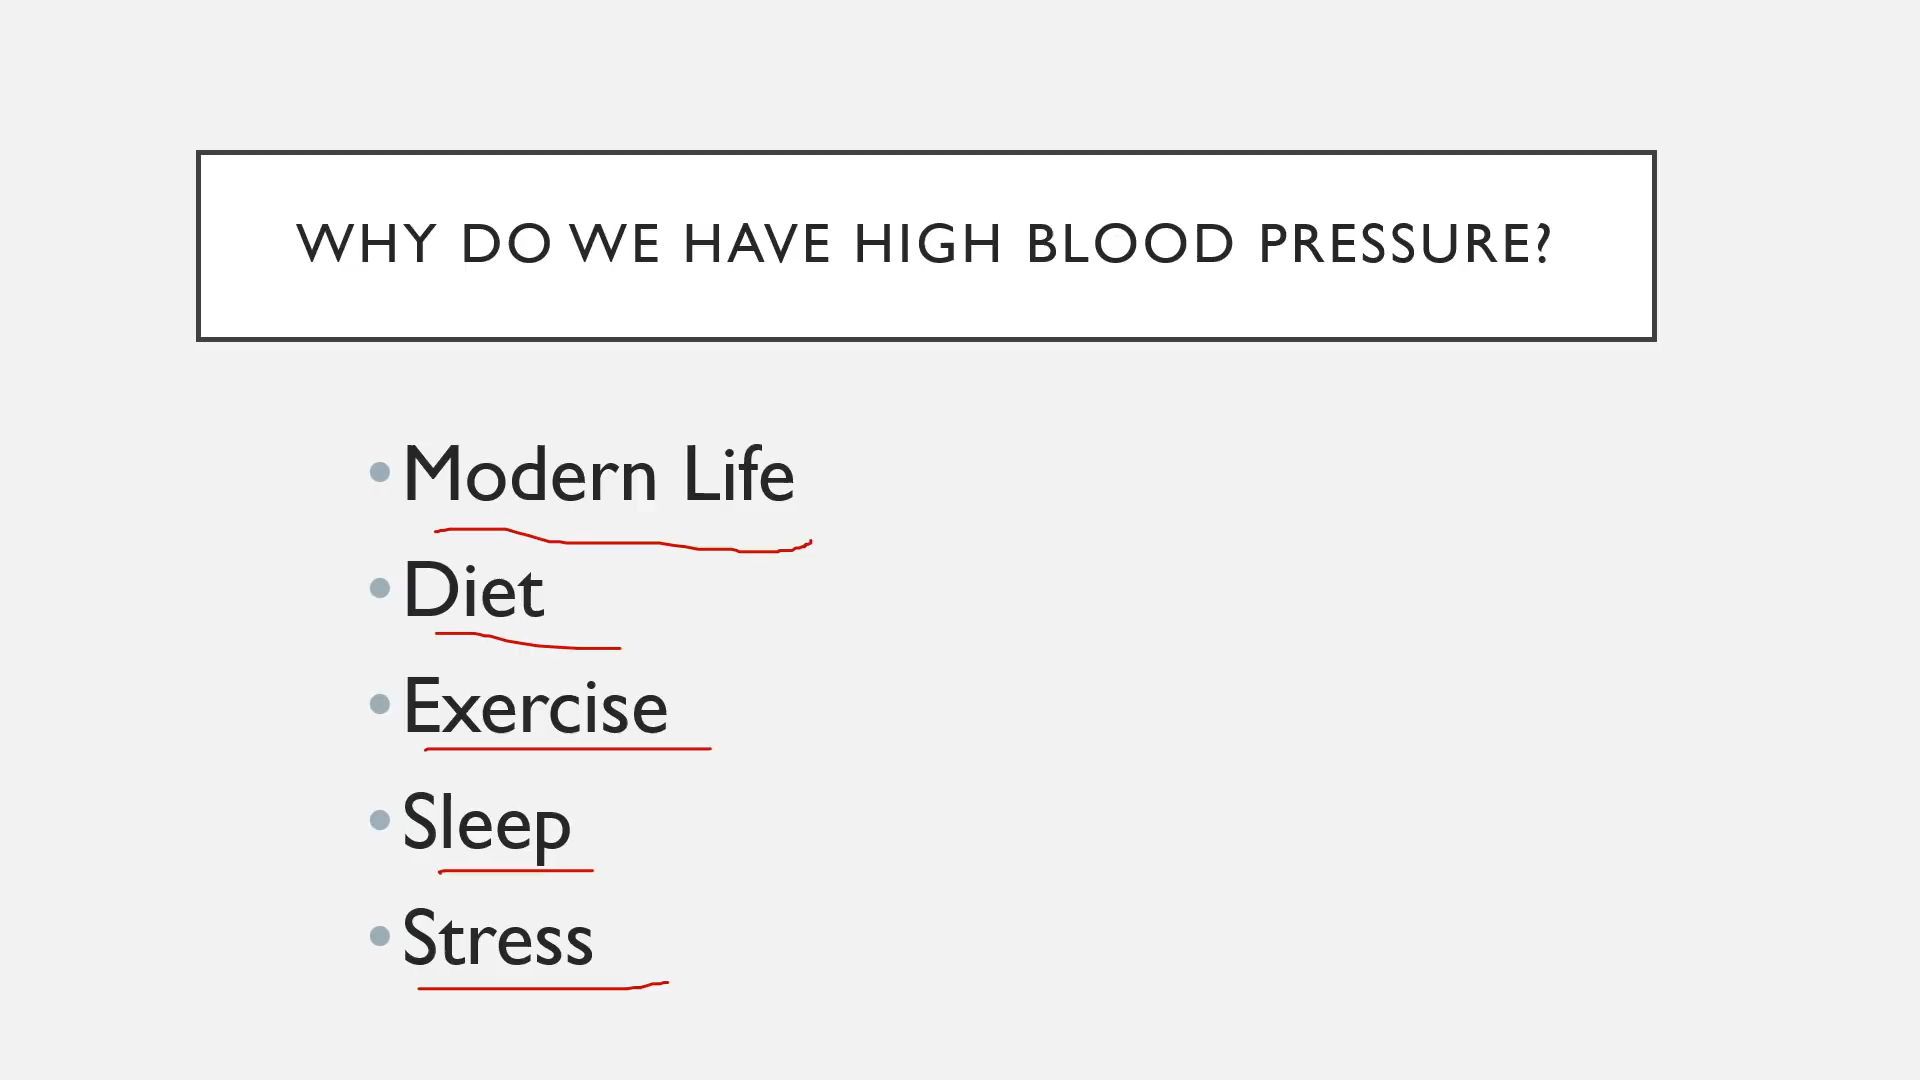 WHY DO WE HAVE HIGH BLOOD PRESSURE?
• Modern Life
• Diet
• Exercise
• Sleep
• Stress